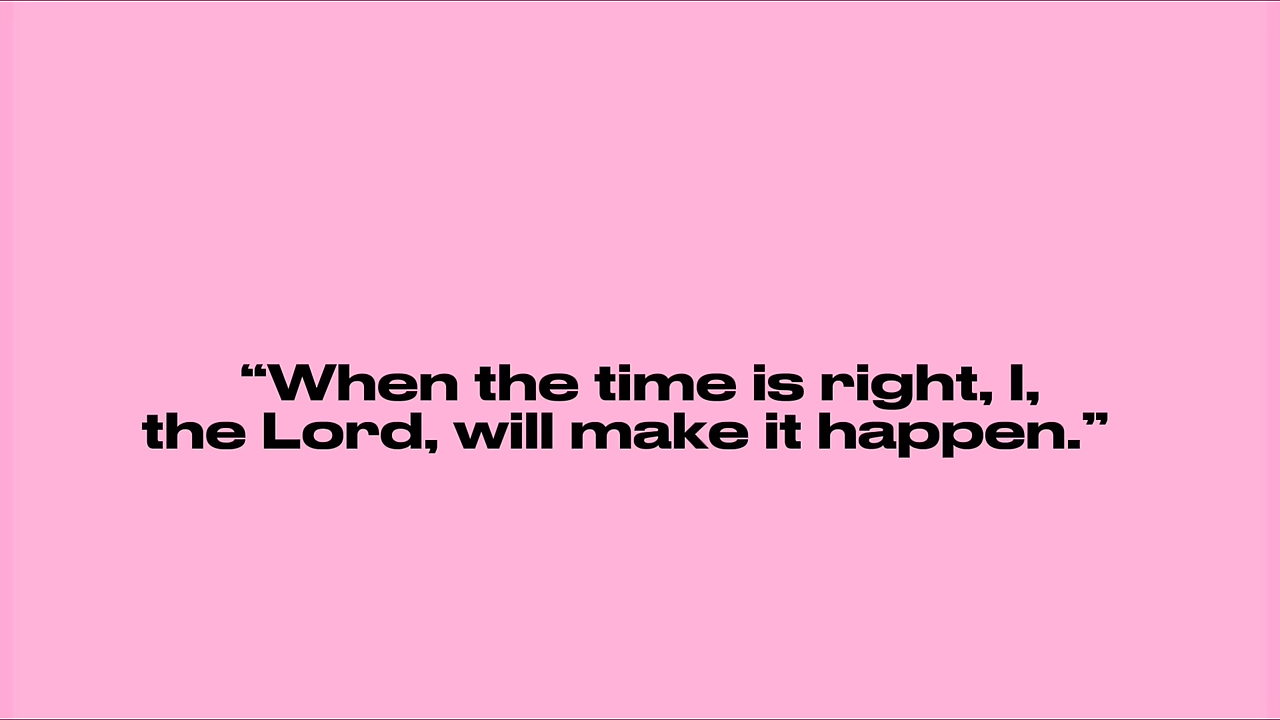 “When the time is right, I,
the Lord, will make it happen.”